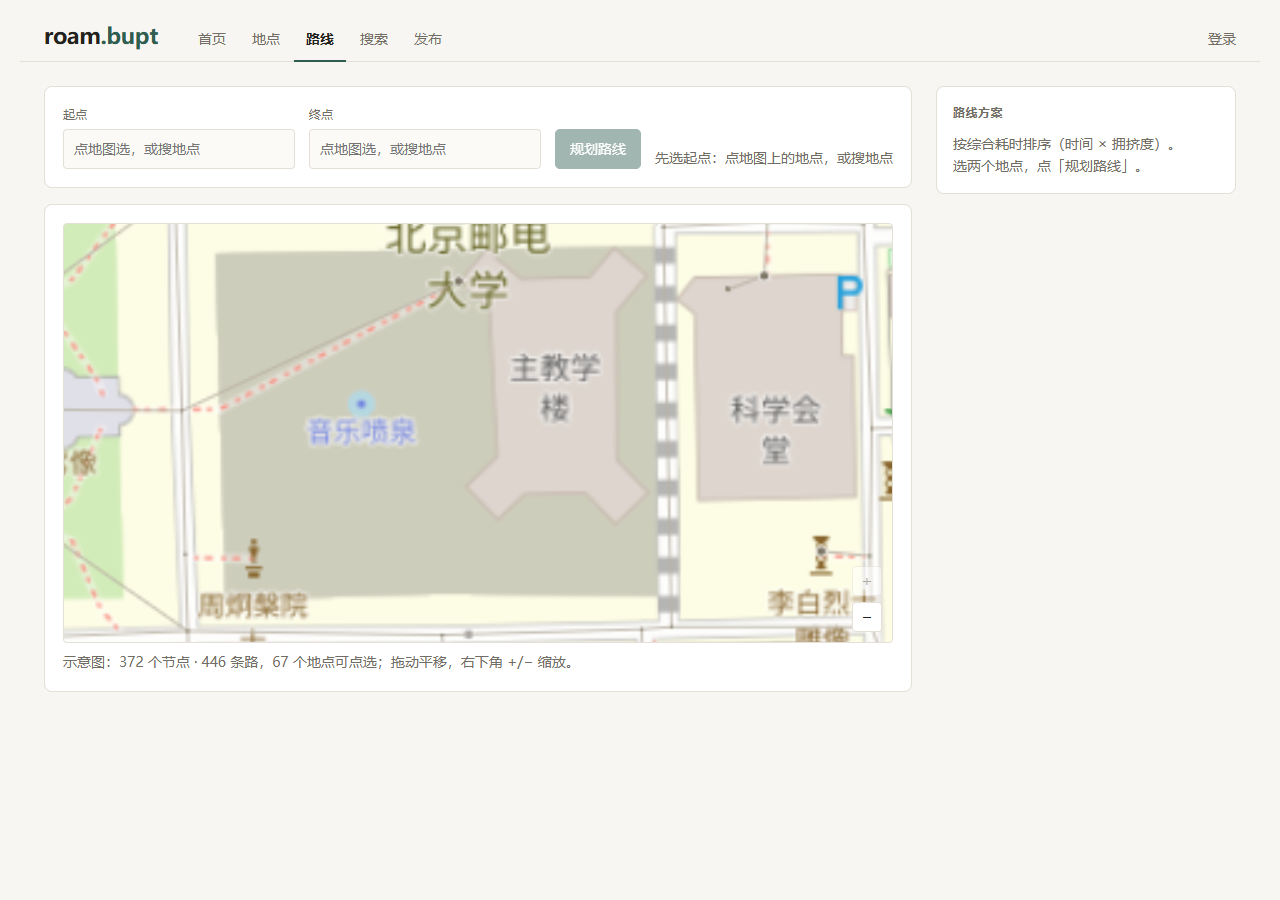 roam.bupt
首页
地点
路线
搜索
发布
登录
起点
终点
点地图选，或搜地点
点地图选，或搜地点
规划路线
先选起点：点地图上的地点，或搜地点
路线方案
按综合耗时排序（时间 × 拥挤度）。
选两个地点，点「规划路线」。
北京邮电
大学
P
主教学
楼
科学会
堂
音乐喷泉
像
周炯槃院
李白烈士
雕像
+
−
示意图：372 个节点 · 446 条路，67 个地点可点选；拖动平移，右下角 +/− 缩放。